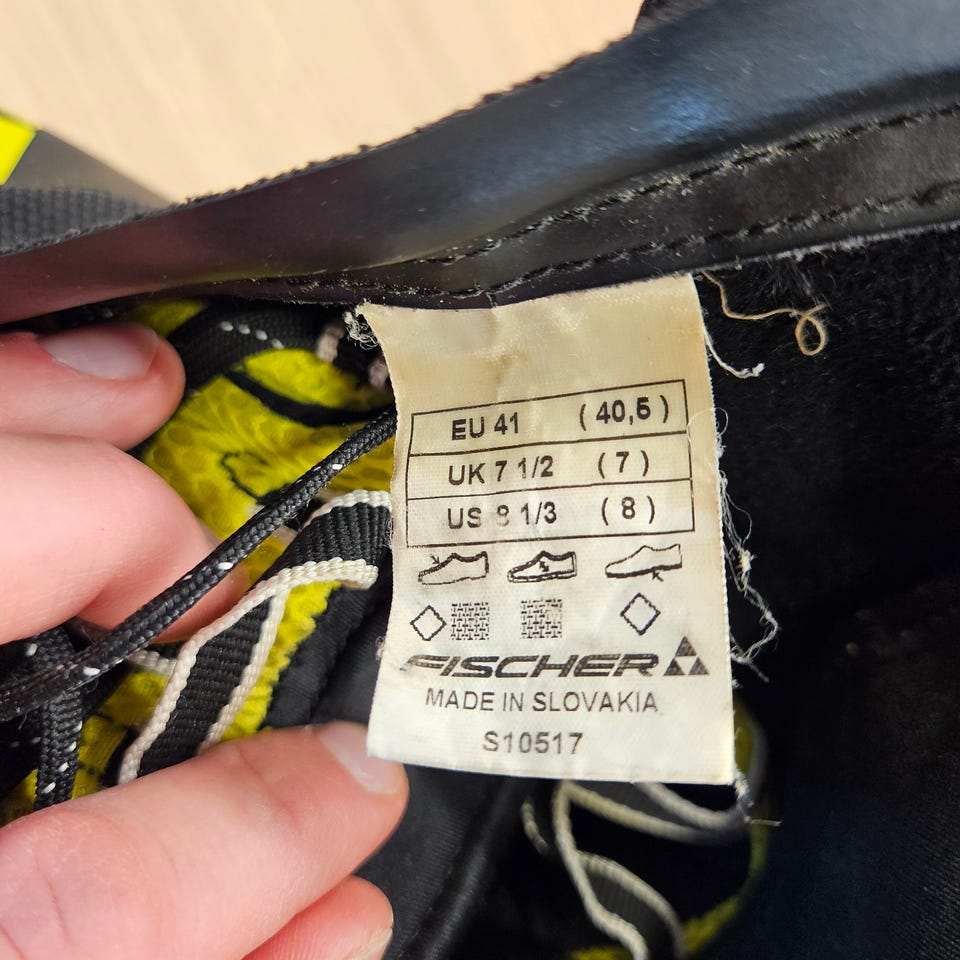 EU 41 (40,5)
UK 7 1/2 (7)
US 8 1/3 (8)
FISCHER
MADE IN SLOVAKIA
S10517